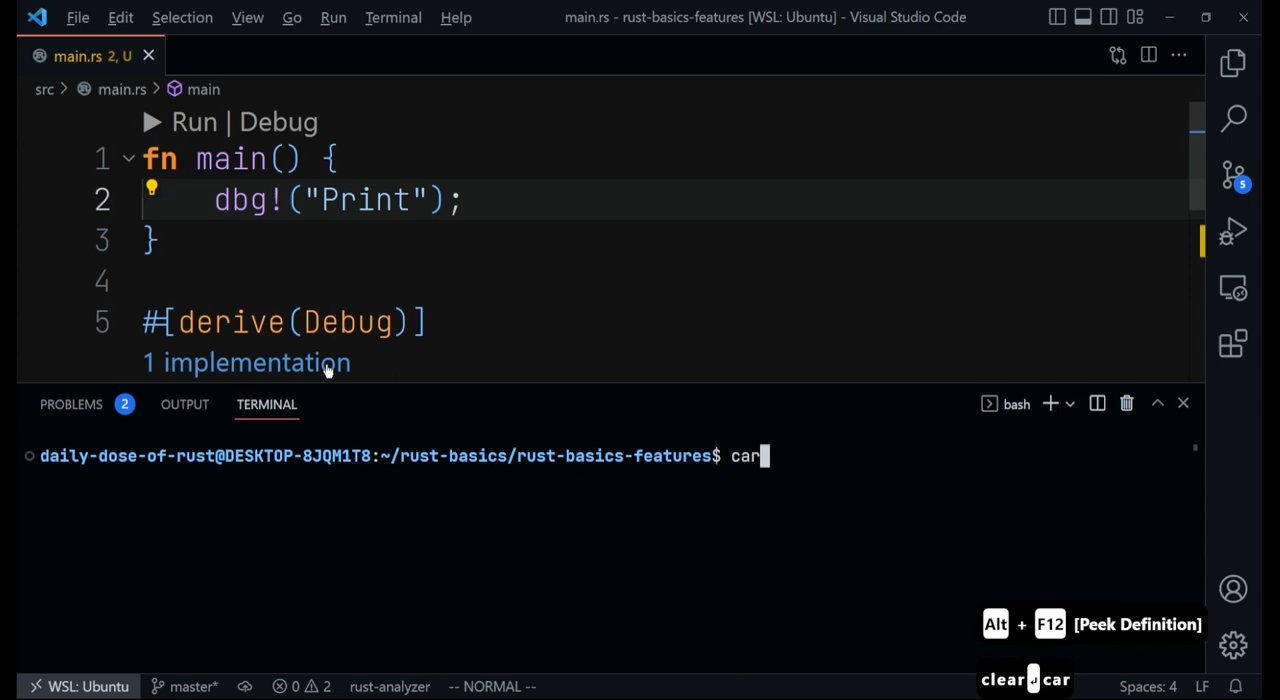 File Edit Selection View Go Run Terminal Help main.rs - rust-basics-features [WSL: Ubuntu] - Visual Studio Code
main.rs 2, U
src > main.rs > main
Run | Debug
1 fn main() {
2 dbg!("Print");
3 }
4
5 #[derive(Debug)]
1 implementation
5
PROBLEMS 2 OUTPUT TERMINAL bash
daily-dose-of-rust@DESKTOP-8JQM1T8:~/rust-basics/rust-basics-features$ car
Alt + F12 [Peek Definition]
clear↲car
WSL: Ubuntu master* 0 2 rust-analyzer -- NORMAL -- Spaces: 4 LF